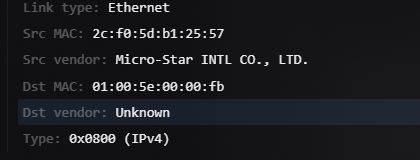 Link type: Ethernet
Src MAC: 2c:f0:5d:b1:25:57
Src vendor: Micro-Star INTL CO., LTD.
Dst MAC: 01:00:5e:00:00:fb
Dst vendor: Unknown
Type: 0x0800 (IPv4)